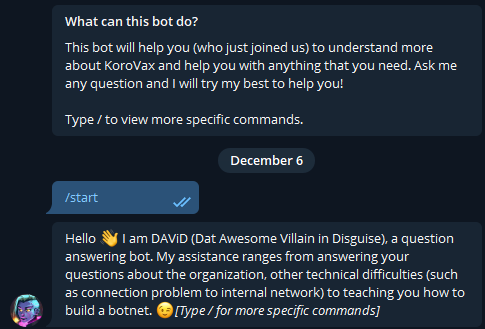 What can this bot do?
This bot will help you (who just joined us) to understand more
about KoroVax and help you with anything that you need. Ask me
any question and I will try my best to help you!
Type / to view more specific commands.
December 6
/start
Hello 👋 I am DAViD (Dat Awesome Villain in Disguise), a question
answering bot. My assistance ranges from answering your
questions about the organization, other technical difficulties (such
as connection problem to internal network) to teaching you how to
build a botnet. 😉[Type / for more specific commands]